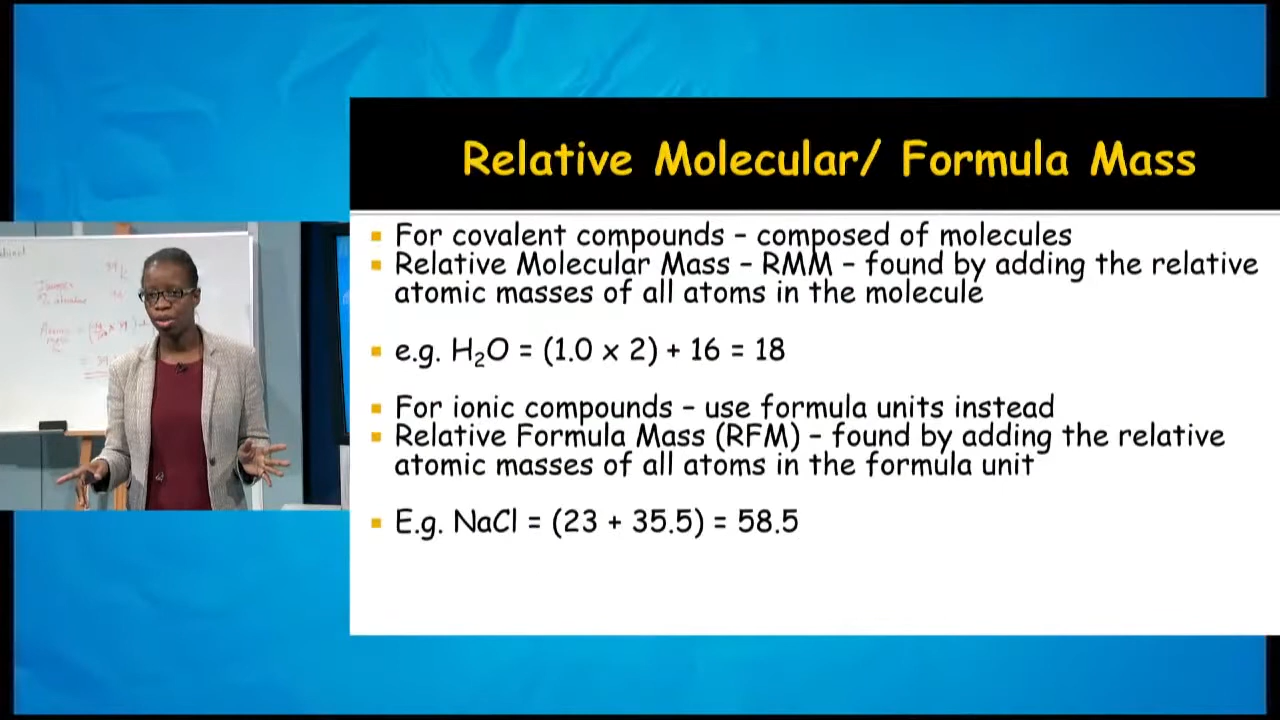 Relative Molecular/ Formula Mass
For covalent compounds – composed of molecules
Relative Molecular Mass – RMM – found by adding the relative
atomic masses of all atoms in the molecule
e.g. H₂O = (1.0 x 2) + 16 = 18
For ionic compounds – use formula units instead
Relative Formula Mass (RFM) – found by adding the relative
atomic masses of all atoms in the formula unit
E.g. NaCl = (23 + 35.5) = 58.5